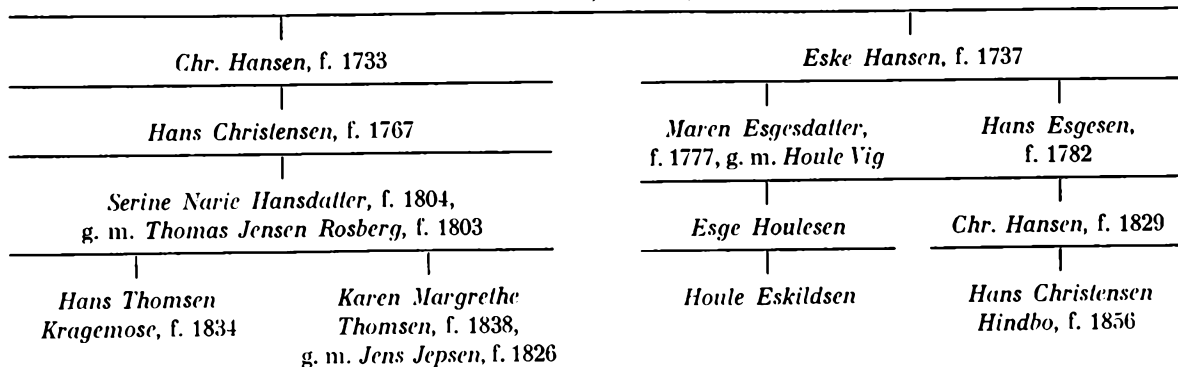 Chr. Hansen, f. 1733
Eske Hansen, f. 1737
Hans Christensen, f. 1767
Maren Esgesdatter,
f. 1777, g. m. Houle Vig
Hans Esgesen,
f. 1782
Serine Narie Hansdatter, f. 1804,
g. m. Thomas Jensen Rosberg, f. 1803
Esge Houlesen
Chr. Hansen, f. 1829
Hans Thomsen
Kragemose, f. 1834
Karen Margrethe
Thomsen, f. 1838,
g. m. Jens Jepsen, f. 1826
Houle Eskildsen
Hans Christensen
Hindbo, f. 1856